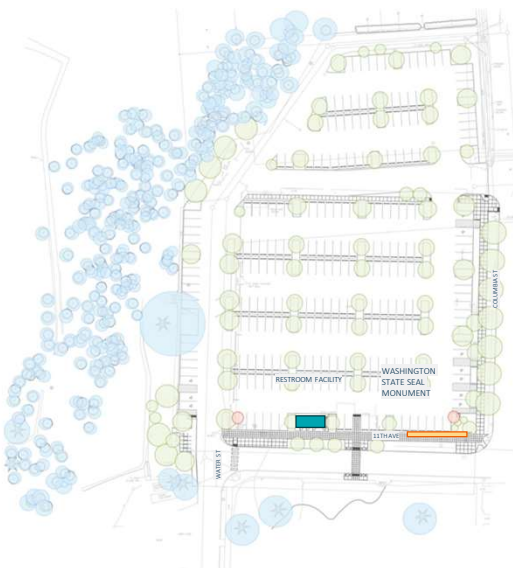 COLUMBIA ST
WASHINGTON
STATE SEAL
MONUMENT
RESTROOM FACILITY
11TH AVE
WATER ST